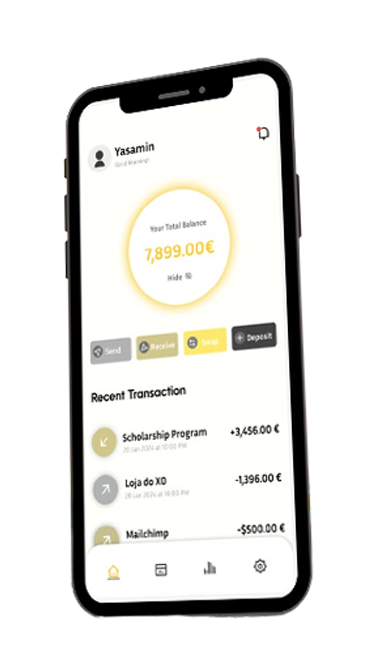 Yasamin
Good Morning!
Your Total Balance
7,899.00€
Hide
Send
Receive
Swap
Deposit
Recent Transaction
Scholarship Program
+3,456.00 €
20 Jan 2024 at 10:00 PM
Loja do XO
-1,396.00 €
20 Jan 2024 at 10:00 PM
Mailchimp
-$500.00 €